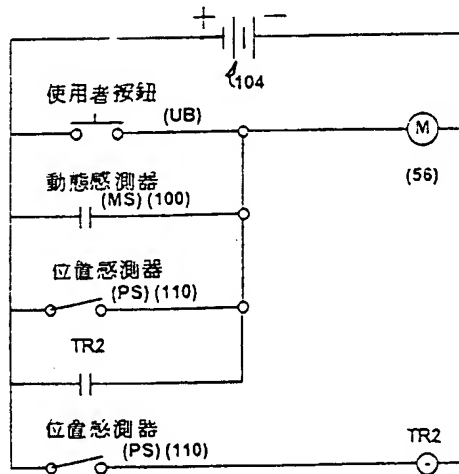 + −
104
使用者按鈕
(UB)
M
(56)
動態感測器
(MS) (100)
位置感測器
(PS) (110)
TR2
位置感測器
(PS) (110)
TR2